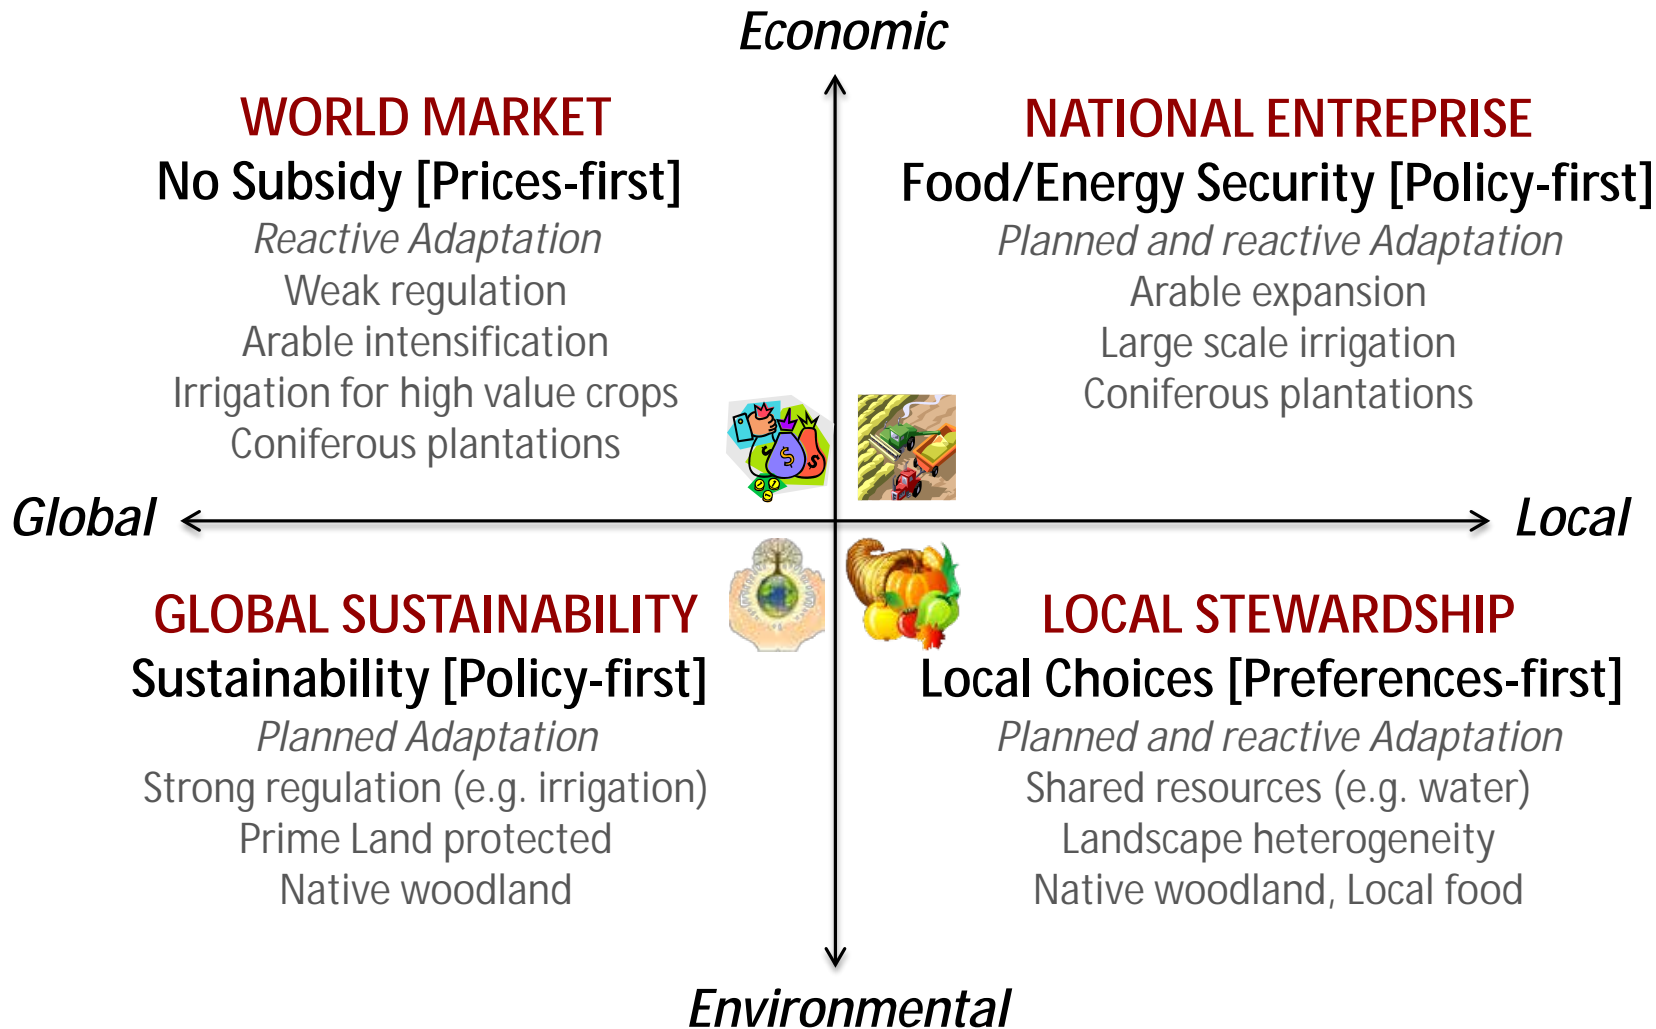 Economic
WORLD MARKET
No Subsidy [Prices-first]
Reactive Adaptation
Weak regulation
Arable intensification
Irrigation for high value crops
Coniferous plantations
NATIONAL ENTREPRISE
Food/Energy Security [Policy-first]
Planned and reactive Adaptation
Arable expansion
Large scale irrigation
Coniferous plantations
$
$
Global
Local
GLOBAL SUSTAINABILITY
Sustainability [Policy-first]
Planned Adaptation
Strong regulation (e.g. irrigation)
Prime Land protected
Native woodland
LOCAL STEWARDSHIP
Local Choices [Preferences-first]
Planned and reactive Adaptation
Shared resources (e.g. water)
Landscape heterogeneity
Native woodland, Local food
Environmental